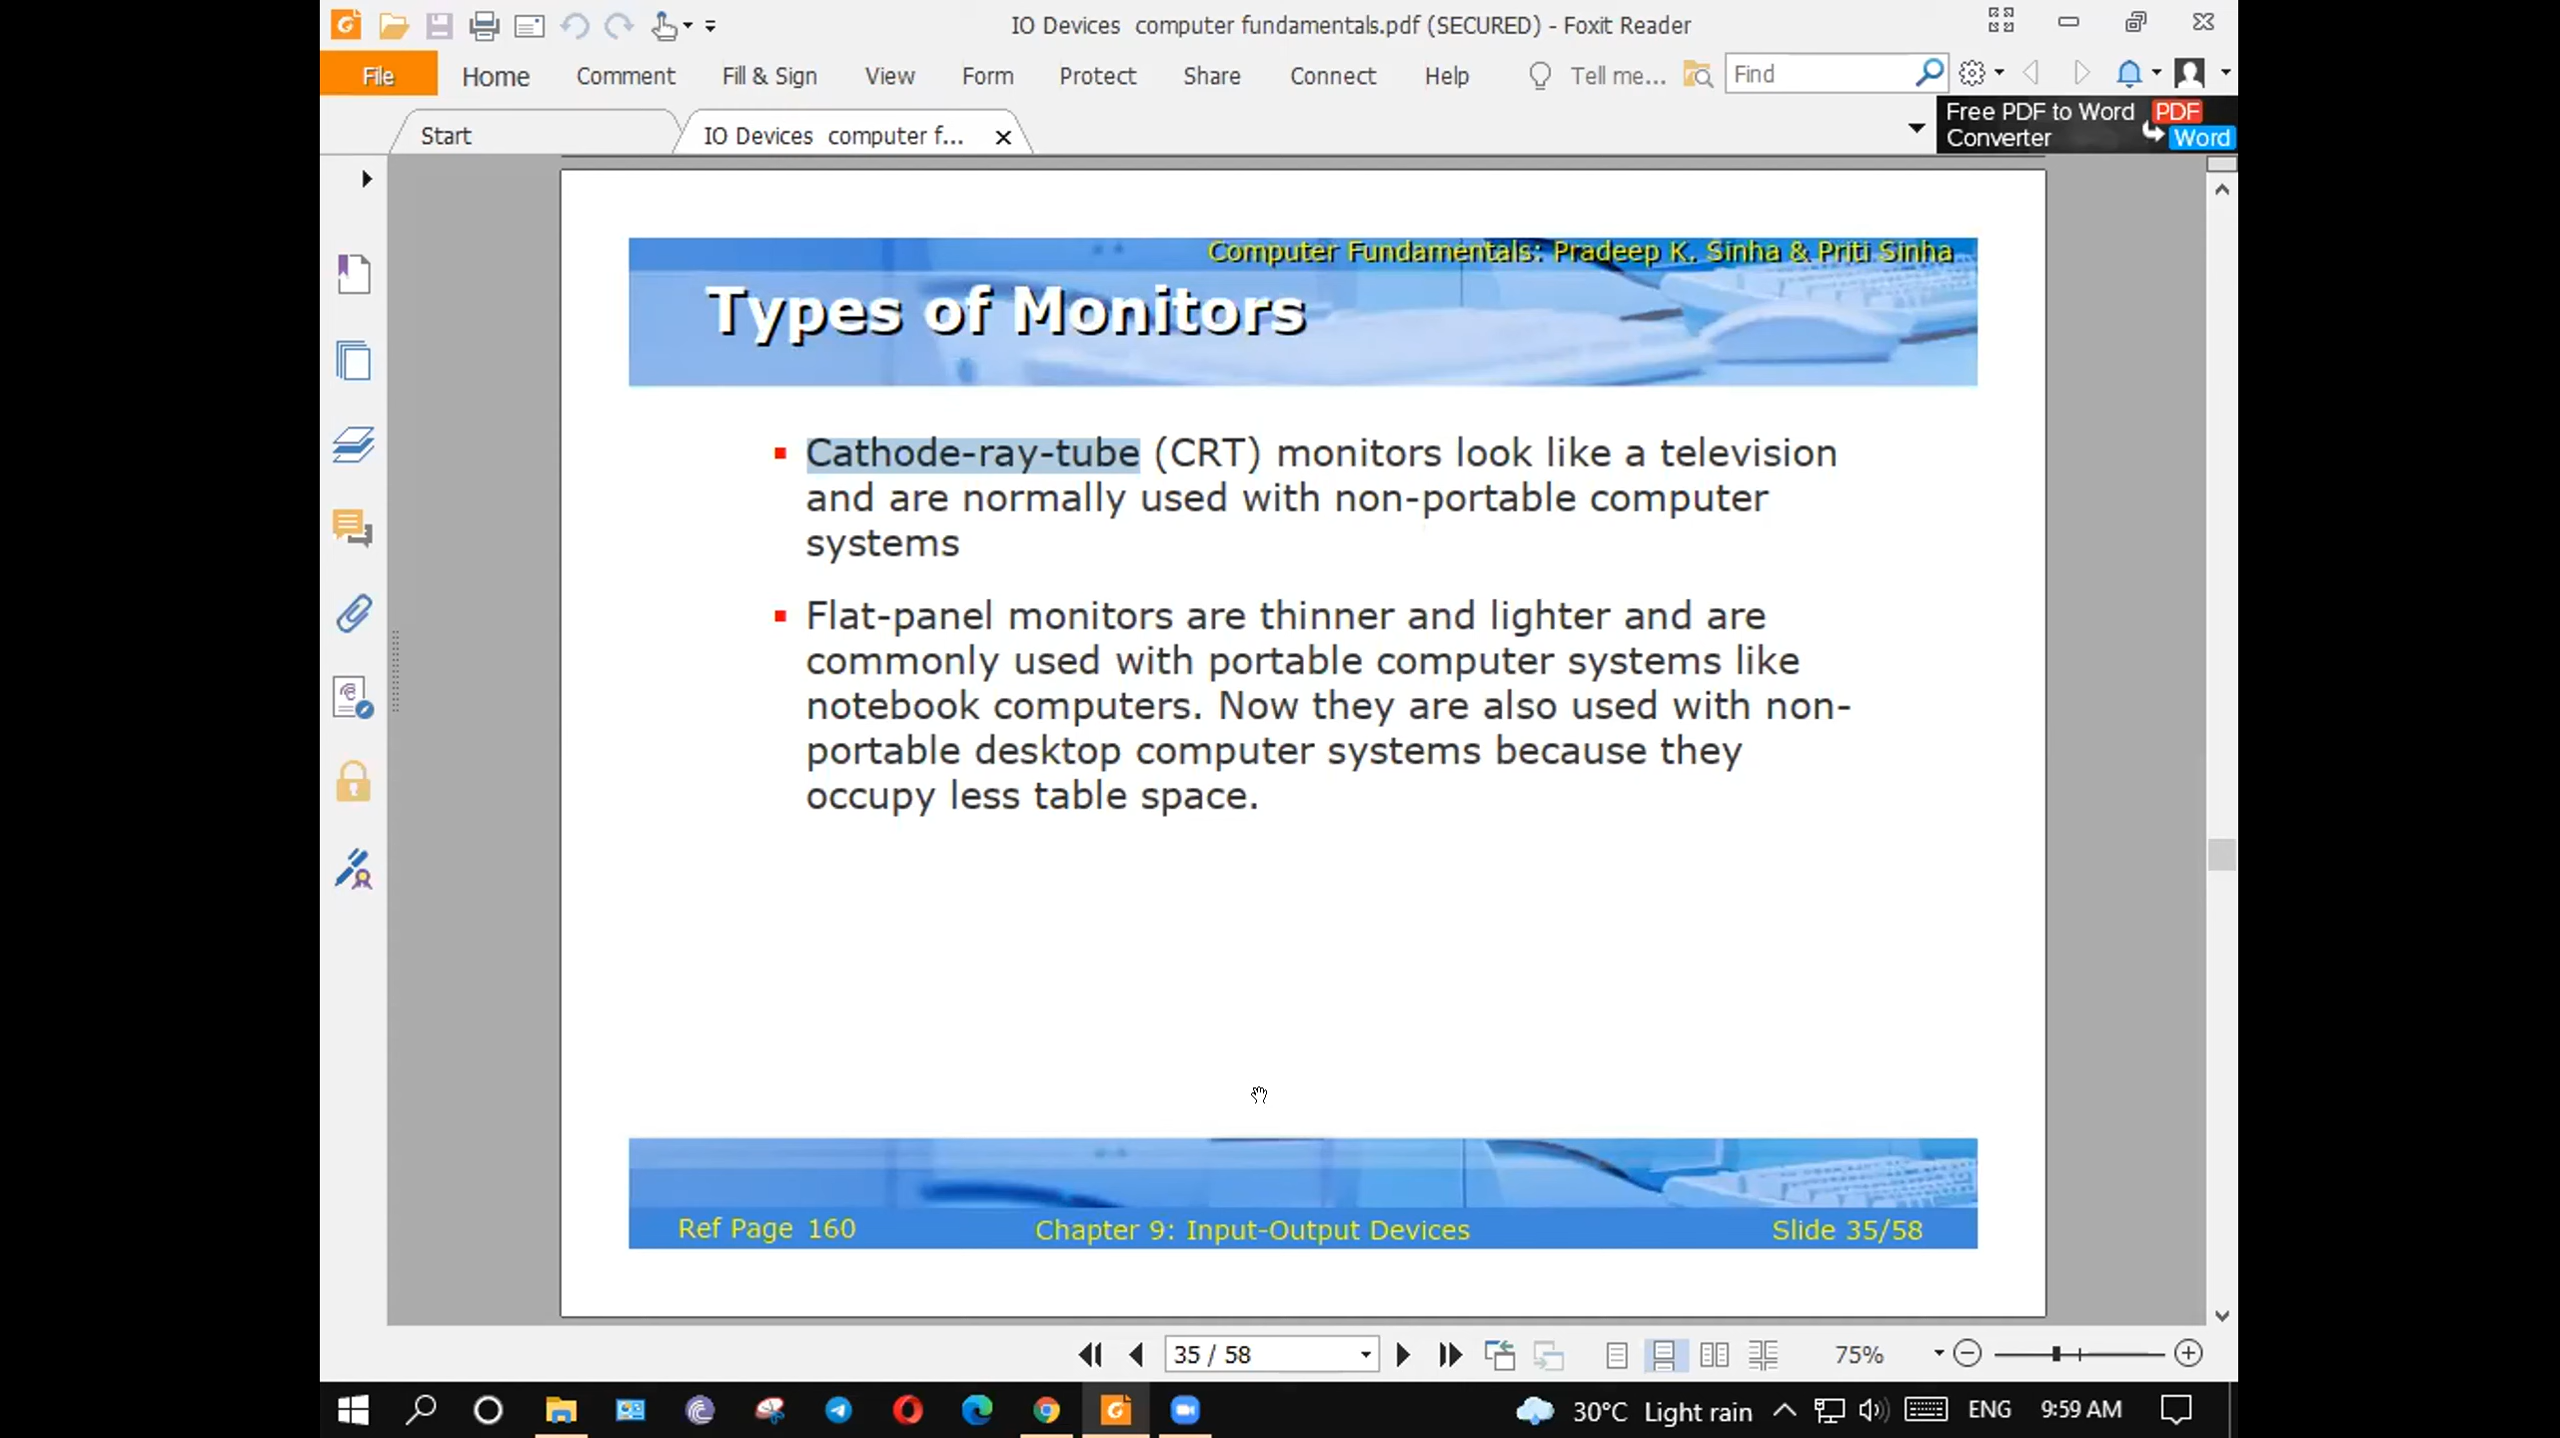 IO Devices  computer fundamentals.pdf (SECURED) - Foxit Reader
File Home Comment Fill & Sign View Form Protect Share Connect Help Tell me... Find
Start IO Devices  computer f...
Free PDF to Word
Converter
PDF
Word
Computer Fundamentals: Pradeep K. Sinha & Priti Sinha
Types of Monitors
Cathode-ray-tube (CRT) monitors look like a television
and are normally used with non-portable computer
systems
Flat-panel monitors are thinner and lighter and are
commonly used with portable computer systems like
notebook computers. Now they are also used with non-
portable desktop computer systems because they
occupy less table space.
Ref Page 160 Chapter 9: Input-Output Devices Slide 35/58
35 / 58 75%
30°C Light rain ENG 9:59 AM